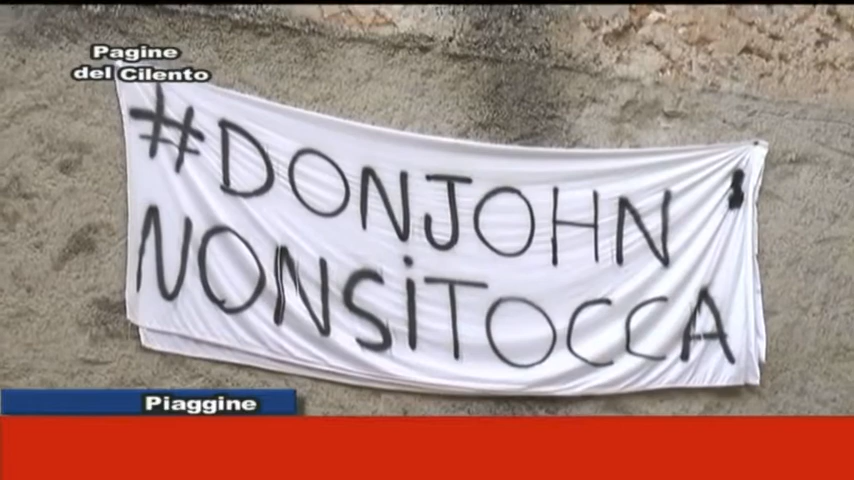 Pagine
del Cilento
#DONJOHN
NONSiTOCCA
Piaggine